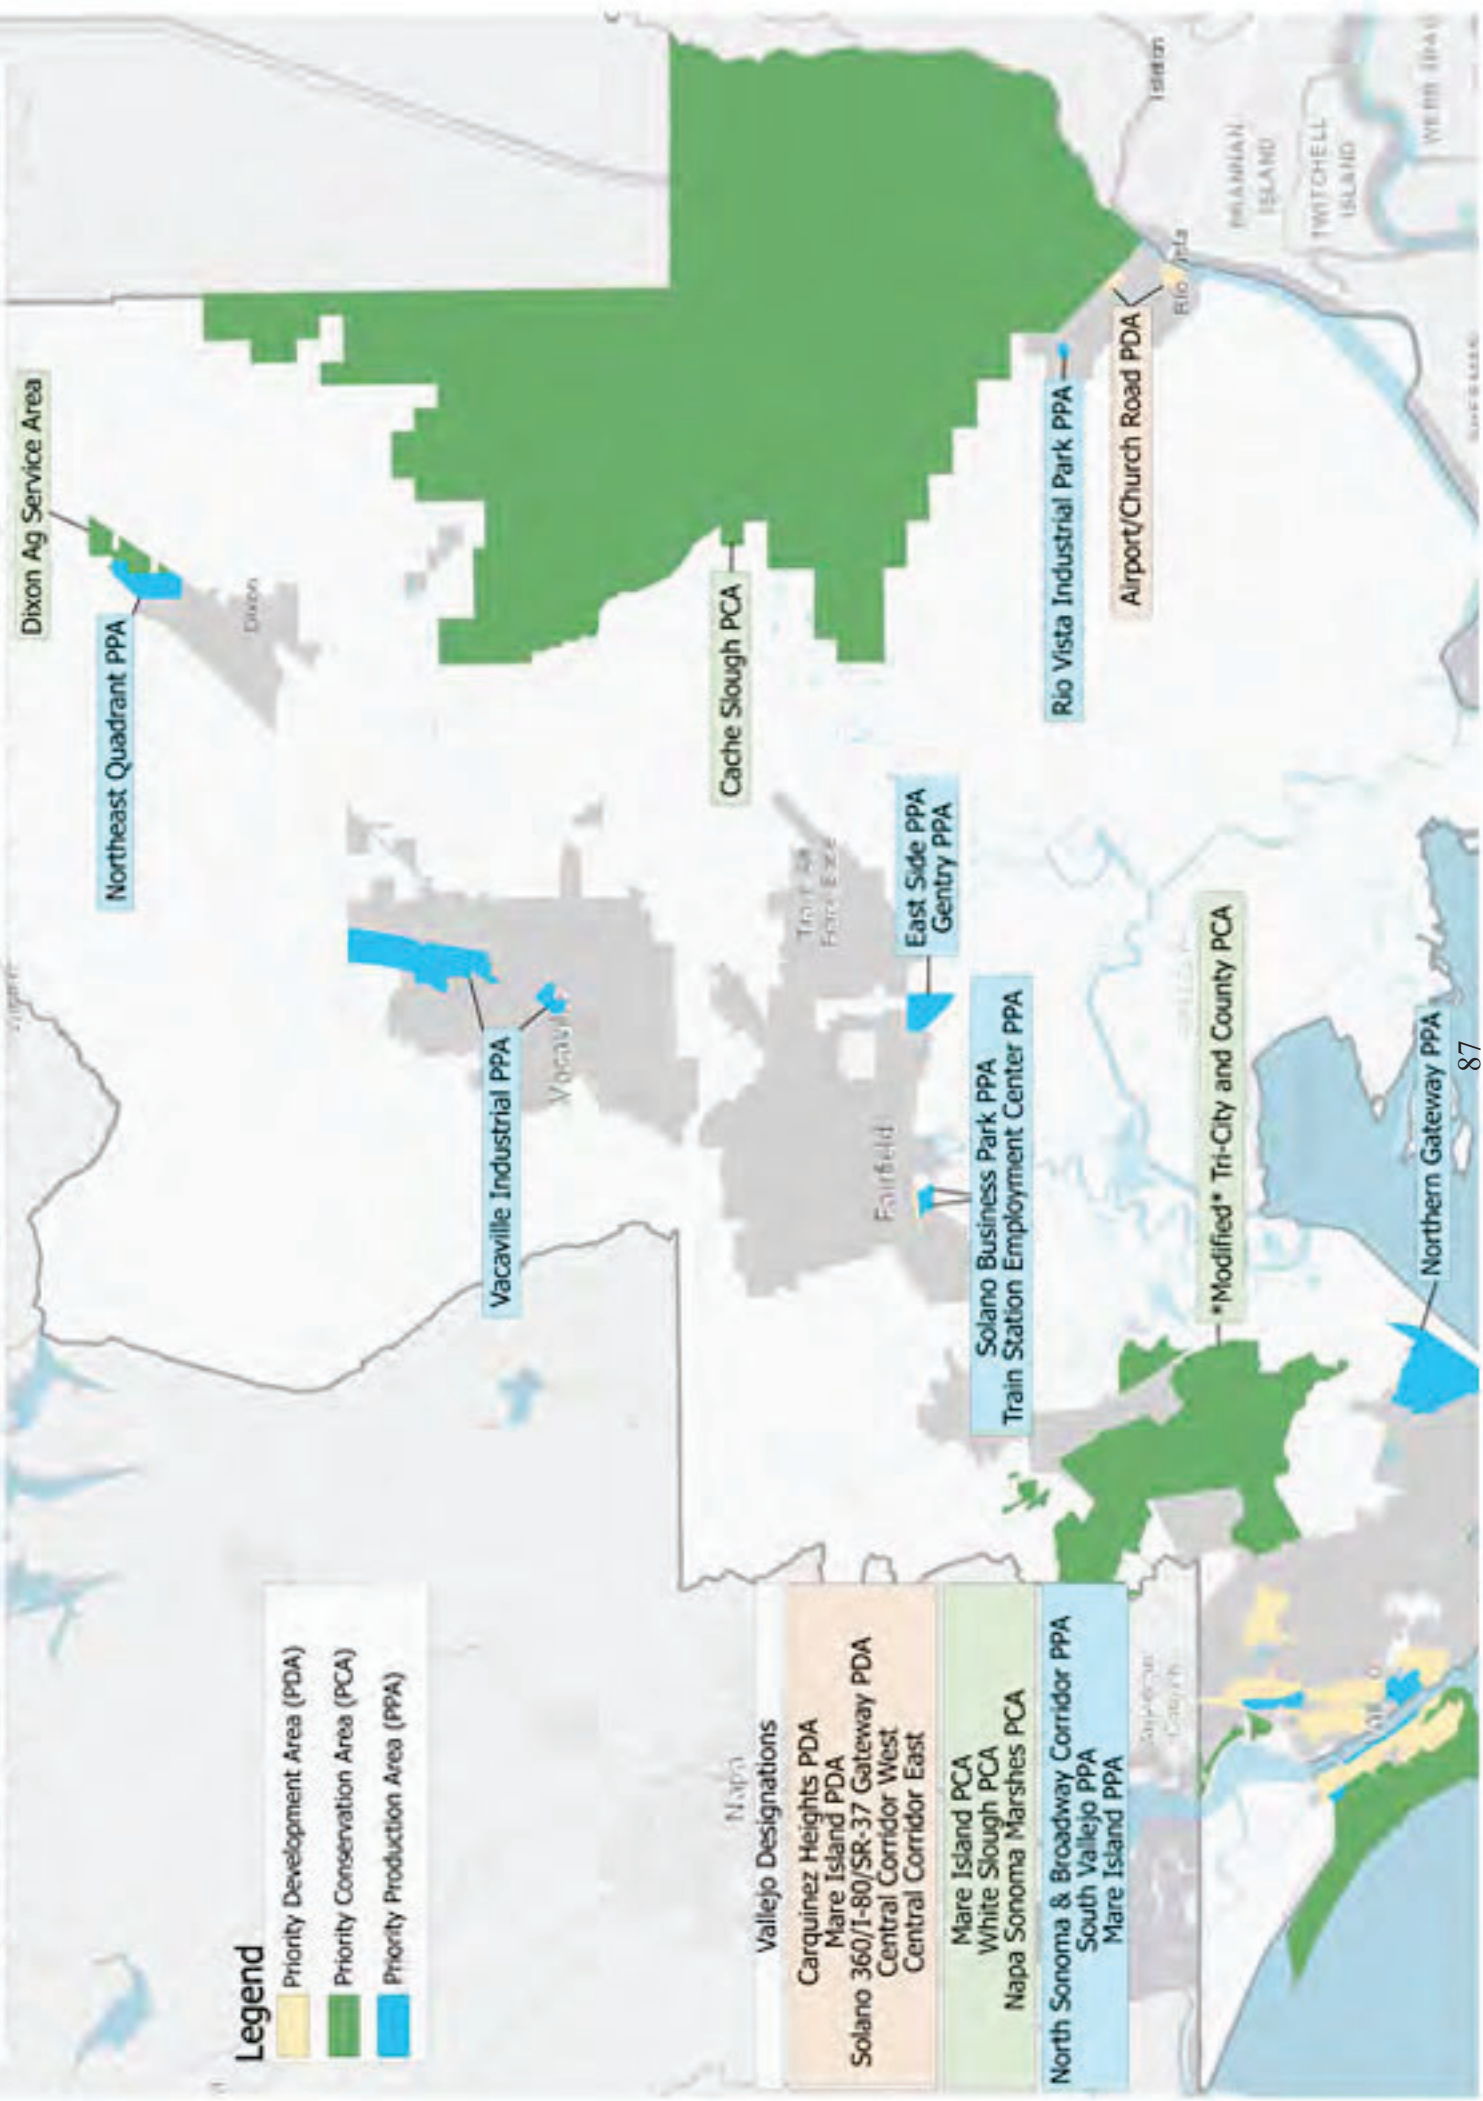 Legend
Priority Development Area (PDA)
Priority Conservation Area (PCA)
Priority Production Area (PPA)
Dixon Ag Service Area
Northeast Quadrant PPA
Dixon
Vacaville Industrial PPA
Cache Slough PCA
Fairfield
East Side PPA
Gentry PPA
Solano Business Park PPA
Train Station Employment Center PPA
Rio Vista Industrial Park PPA
Airport/Church Road PDA
Isleton
BRANNAN
ISLAND
TWITCHELL
ISLAND
*Modified* Tri-City and County PCA
Northern Gateway PPA
Napa
Vallejo Designations
Carquinez Heights PDA
Mare Island PDA
Solano 360/I-80/SR-37 Gateway PDA
Central Corridor West
Central Corridor East
Mare Island PCA
White Slough PCA
Napa Sonoma Marshes PCA
North Sonoma & Broadway Corridor PPA
South Vallejo PPA
Mare Island PPA
87